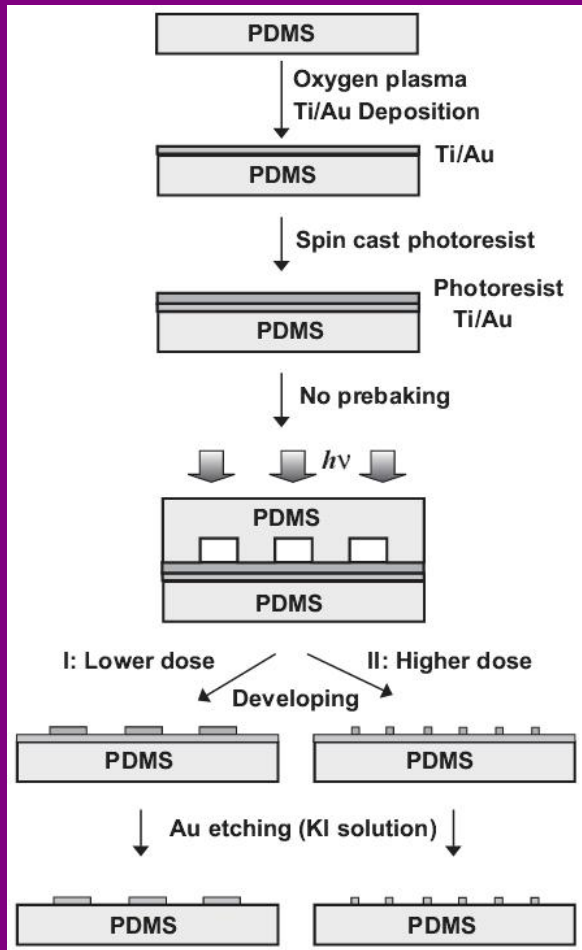 PDMS
Oxygen plasma
Ti/Au Deposition
Ti/Au
PDMS
Spin cast photoresist
Photoresist
Ti/Au
PDMS
No prebaking
hν
PDMS
PDMS
I: Lower dose
II: Higher dose
Developing
PDMS
PDMS
Au etching (KI solution)
PDMS
PDMS